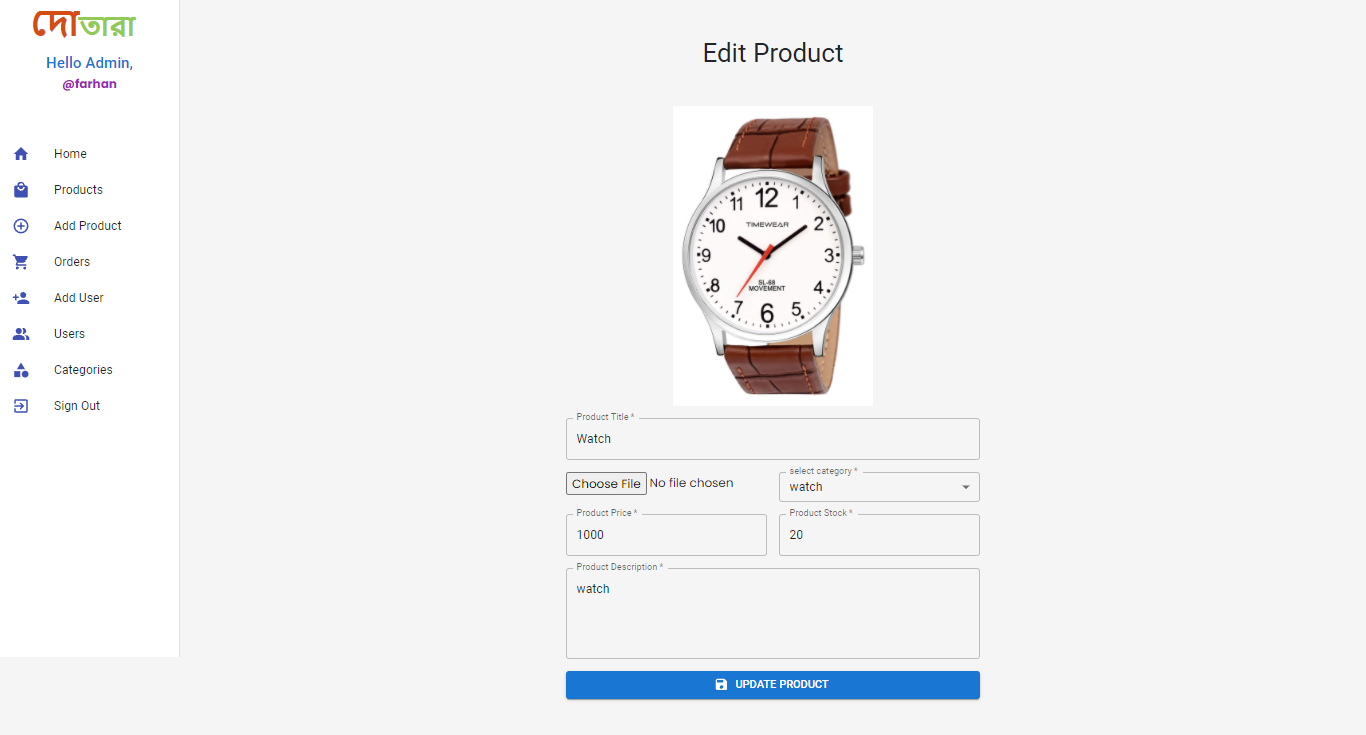 দোতারা
Hello Admin,
@farhan
Home
Products
Add Product
Orders
Add User
Users
Categories
Sign Out
Edit Product
12
11 1
10 2
TIMEWEAR
9 3
8 4
SL-68
MOVEMENT
7 5
6
Product Title *
Watch
Choose File No file chosen
select category *
watch
Product Price *
1000
Product Stock *
20
Product Description *
watch
UPDATE PRODUCT